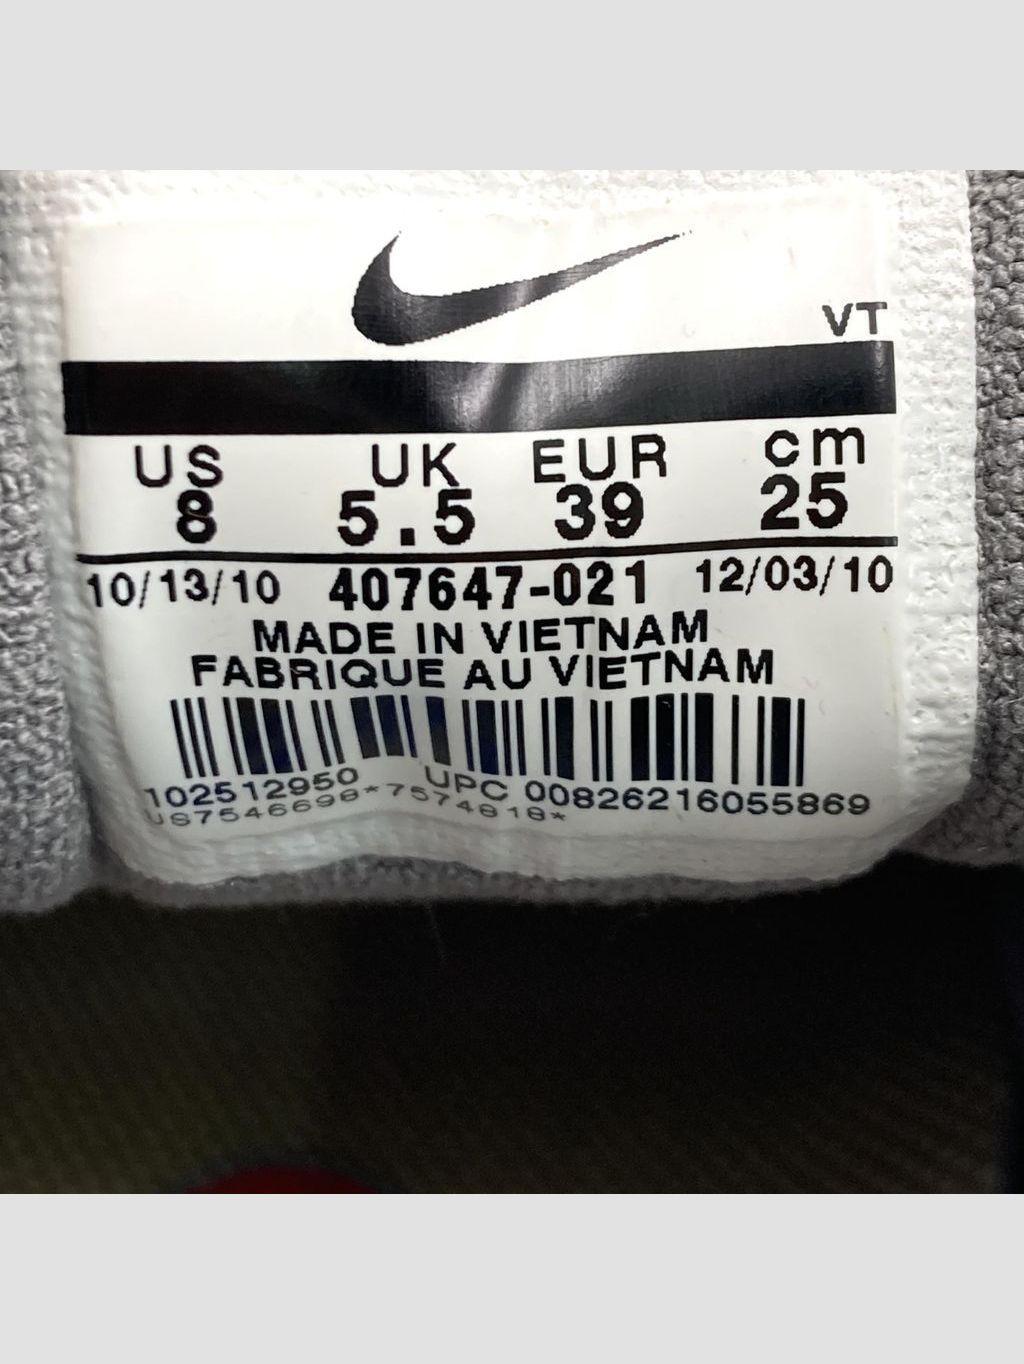 VT
US UK EUR cm
8 5.5 39 25
10/13/10 407647-021 12/03/10
MADE IN VIETNAM
FABRIQUE AU VIETNAM
102512950 UPC 00826216055869
US7546698*7574818*